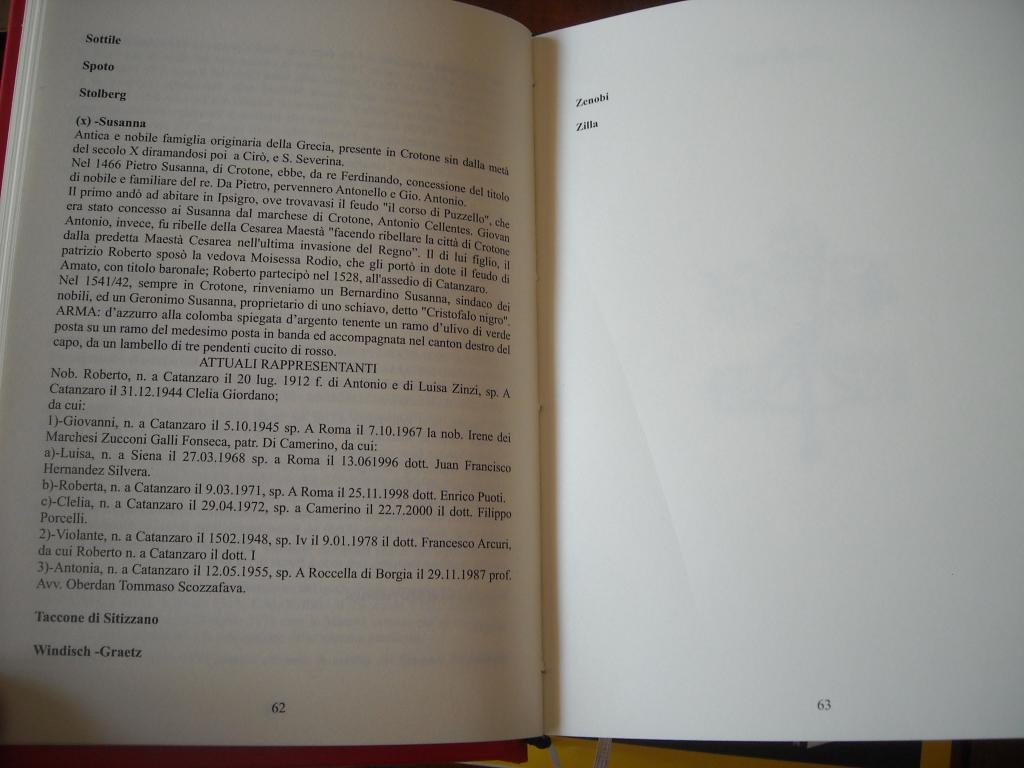 Sottile
Spoto
Stolberg
(x) -Susanna
Antica e nobile famiglia originaria della Grecia, presente in Crotone sin dalla metà
del secolo X diramandosi poi a Cirò, e S. Severina.
Nel 1466 Pietro Susanna, di Crotone, ebbe, da re Ferdinando, concessione del titolo
di nobile e familiare del re. Da Pietro, pervennero Antonello e Gio. Antonio.
Il primo andò ad abitare in Ipsigro, ove trovavasi il feudo "il corso di Puzzello", che
era stato concesso ai Susanna dal marchese di Crotone, Antonio Cellentes. Giovan
Antonio, invece, fu ribelle della Cesarea Maestà "facendo ribellare la città di Crotone
dalla predetta Maestà Cesarea nell'ultima invasione del Regno". Il di lui figlio, il
patrizio Roberto sposò la vedova Moisessa Rodio, che gli portò in dote il feudo di
Amato, con titolo baronale; Roberto partecipò nel 1528, all'assedio di Catanzaro.
Nel 1541/42, sempre in Crotone, rinveniamo un Bernardino Susanna, sindaco dei
nobili, ed un Geronimo Susanna, proprietario di uno schiavo, detto "Cristofalo nigro".
ARMA: d'azzurro alla colomba spiegata d'argento tenente un ramo d'ulivo di verde
posta su un ramo del medesimo posta in banda ed accompagnata nel canton destro del
capo, da un lambello di tre pendenti cucito di rosso.
ATTUALI RAPPRESENTANTI
Nob. Roberto, n. a Catanzaro il 20 lug. 1912 f. di Antonio e di Luisa Zinzi, sp. A
Catanzaro il 31.12.1944 Clelia Giordano;
da cui:
1)-Giovanni, n. a Catanzaro il 5.10.1945 sp. A Roma il 7.10.1967 la nob. Irene dei
Marchesi Zucconi Galli Fonseca, patr. Di Camerino, da cui:
a)-Luisa, n. a Siena il 27.03.1968 sp. a Roma il 13.061996 dott. Juan Francisco
Hernandez Silvera.
b)-Roberta, n. a Catanzaro il 9.03.1971, sp. A Roma il 25.11.1998 dott. Enrico Puoti.
c)-Clelia, n. a Catanzaro il 29.04.1972, sp. a Camerino il 22.7.2000 il dott. Filippo
Porcelli.
2)-Violante, n. a Catanzaro il 1502.1948, sp. Iv il 9.01.1978 il dott. Francesco Arcuri,
da cui Roberto n. a Catanzaro il dott. I
3)-Antonia, n. a Catanzaro il 12.05.1955, sp. A Roccella di Borgia il 29.11.1987 prof.
Avv. Oberdan Tommaso Scozzafava.
Taccone di Sitizzano
Windisch -Graetz
62
Zenobi
Zilla
63